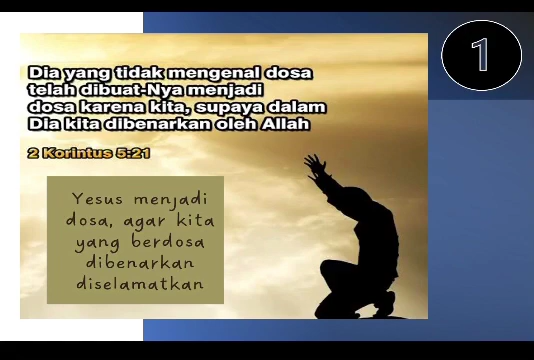 Dia yang tidak mengenal dosa
telah dibuat-Nya menjadi
dosa karena kita, supaya dalam
Dia kita dibenarkan oleh Allah
2 Korintus 5:21
Yesus menjadi
dosa, agar kita
yang berdosa
dibenarkan
diselamatkan
1